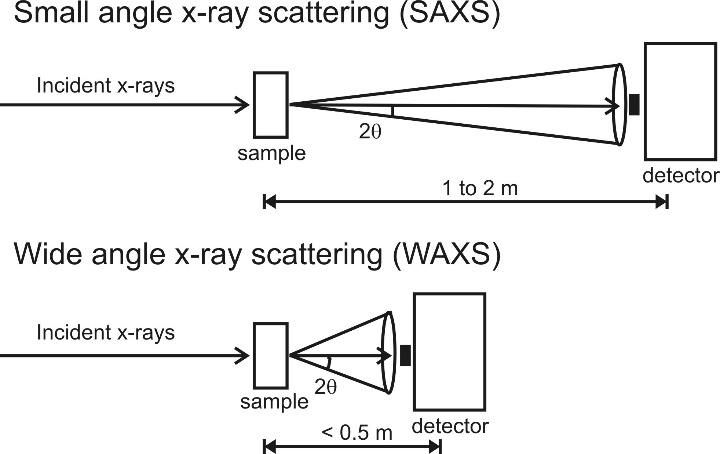 Small angle x-ray scattering (SAXS)
Incident x-rays
2θ
sample
detector
1 to 2 m
Wide angle x-ray scattering (WAXS)
Incident x-rays
2θ
sample
detector
< 0.5 m